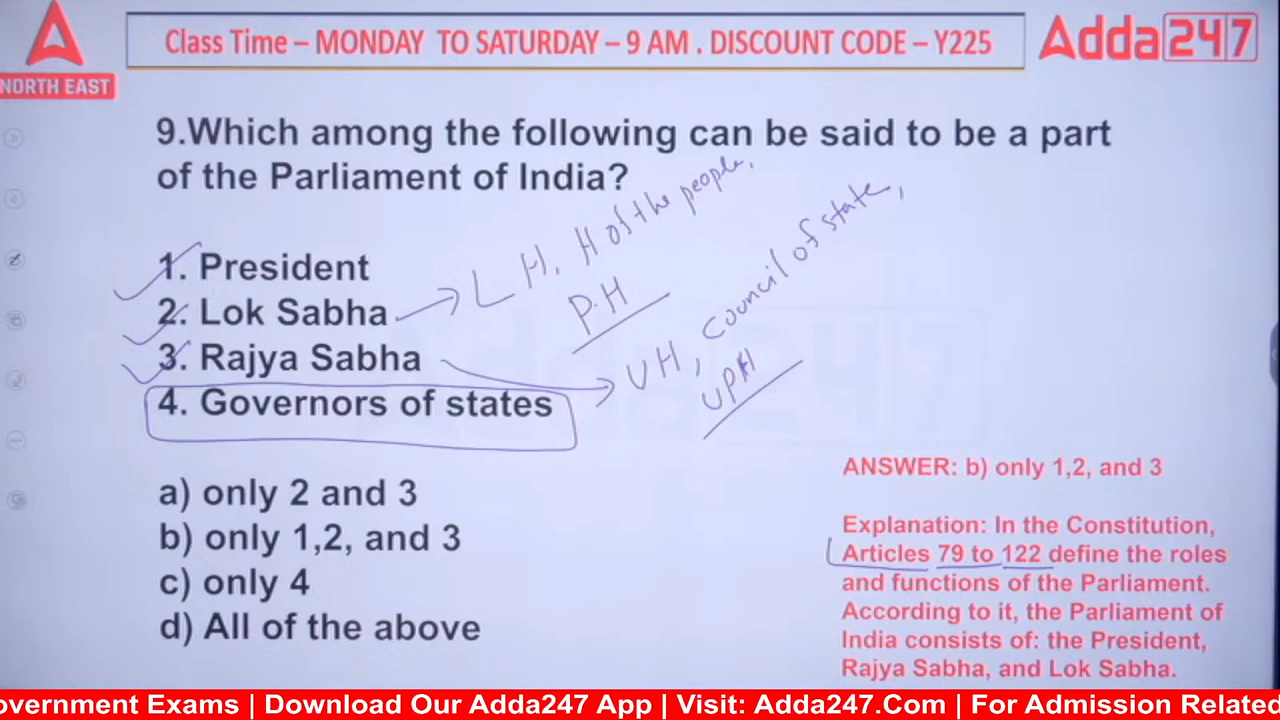 Class Time – MONDAY TO SATURDAY – 9 AM . DISCOUNT CODE – Y225
Adda247
NORTH EAST
9.Which among the following can be said to be a part
of the Parliament of India?
1. President
2. Lok Sabha
3. Rajya Sabha
4. Governors of states
LH, H of the people,
P.H
UH, Council of state,
UPH
a) only 2 and 3
b) only 1,2, and 3
c) only 4
d) All of the above
ANSWER: b) only 1,2, and 3
Explanation: In the Constitution,
Articles 79 to 122 define the roles
and functions of the Parliament.
According to it, the Parliament of
India consists of: the President,
Rajya Sabha, and Lok Sabha.
overnment Exams | Download Our Adda247 App | Visit: Adda247.Com | For Admission Related